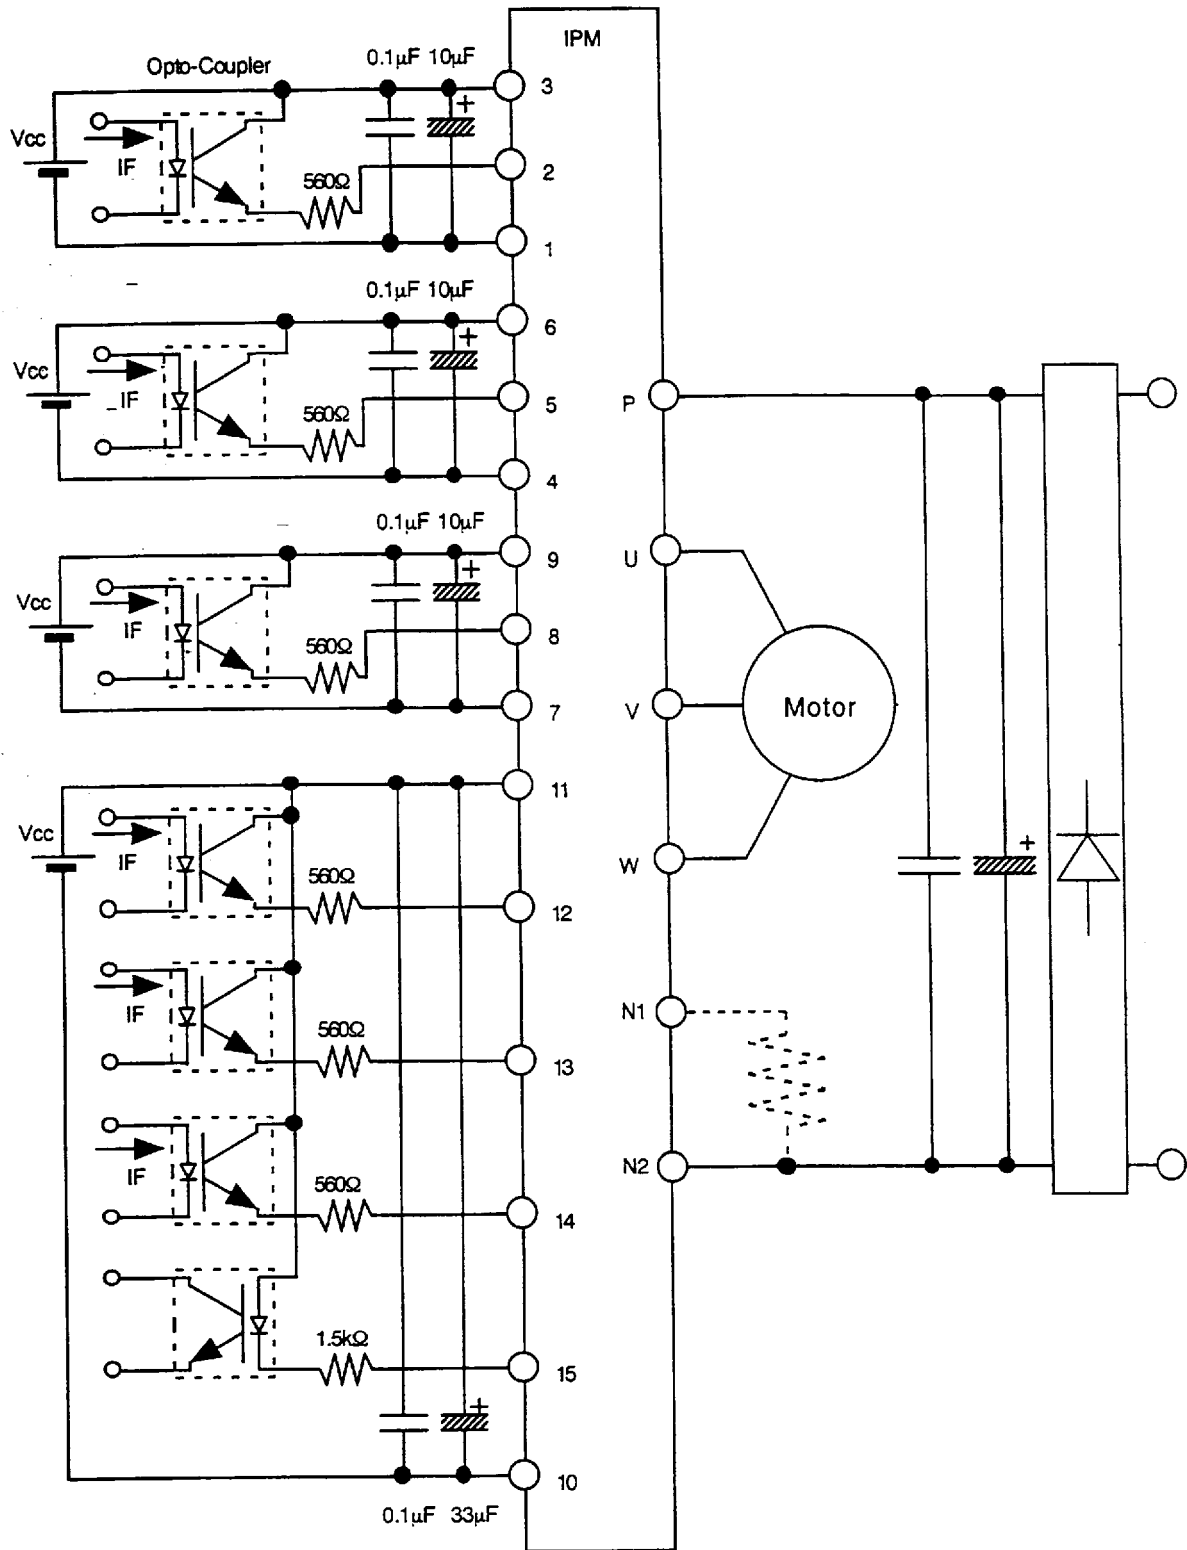 IPM
Opto-Coupler
0.1µF 10µF
3
Vcc
IF
2
560Ω
1
0.1µF 10µF
6
Vcc
IF
5
560Ω
4
P
0.1µF 10µF
9
U
Vcc
IF
8
560Ω
7
V
Motor
11
Vcc
IF
W
560Ω
12
+
IF
N1
560Ω
13
IF
N2
560Ω
14
1.5kΩ
15
+
10
0.1µF 33µF